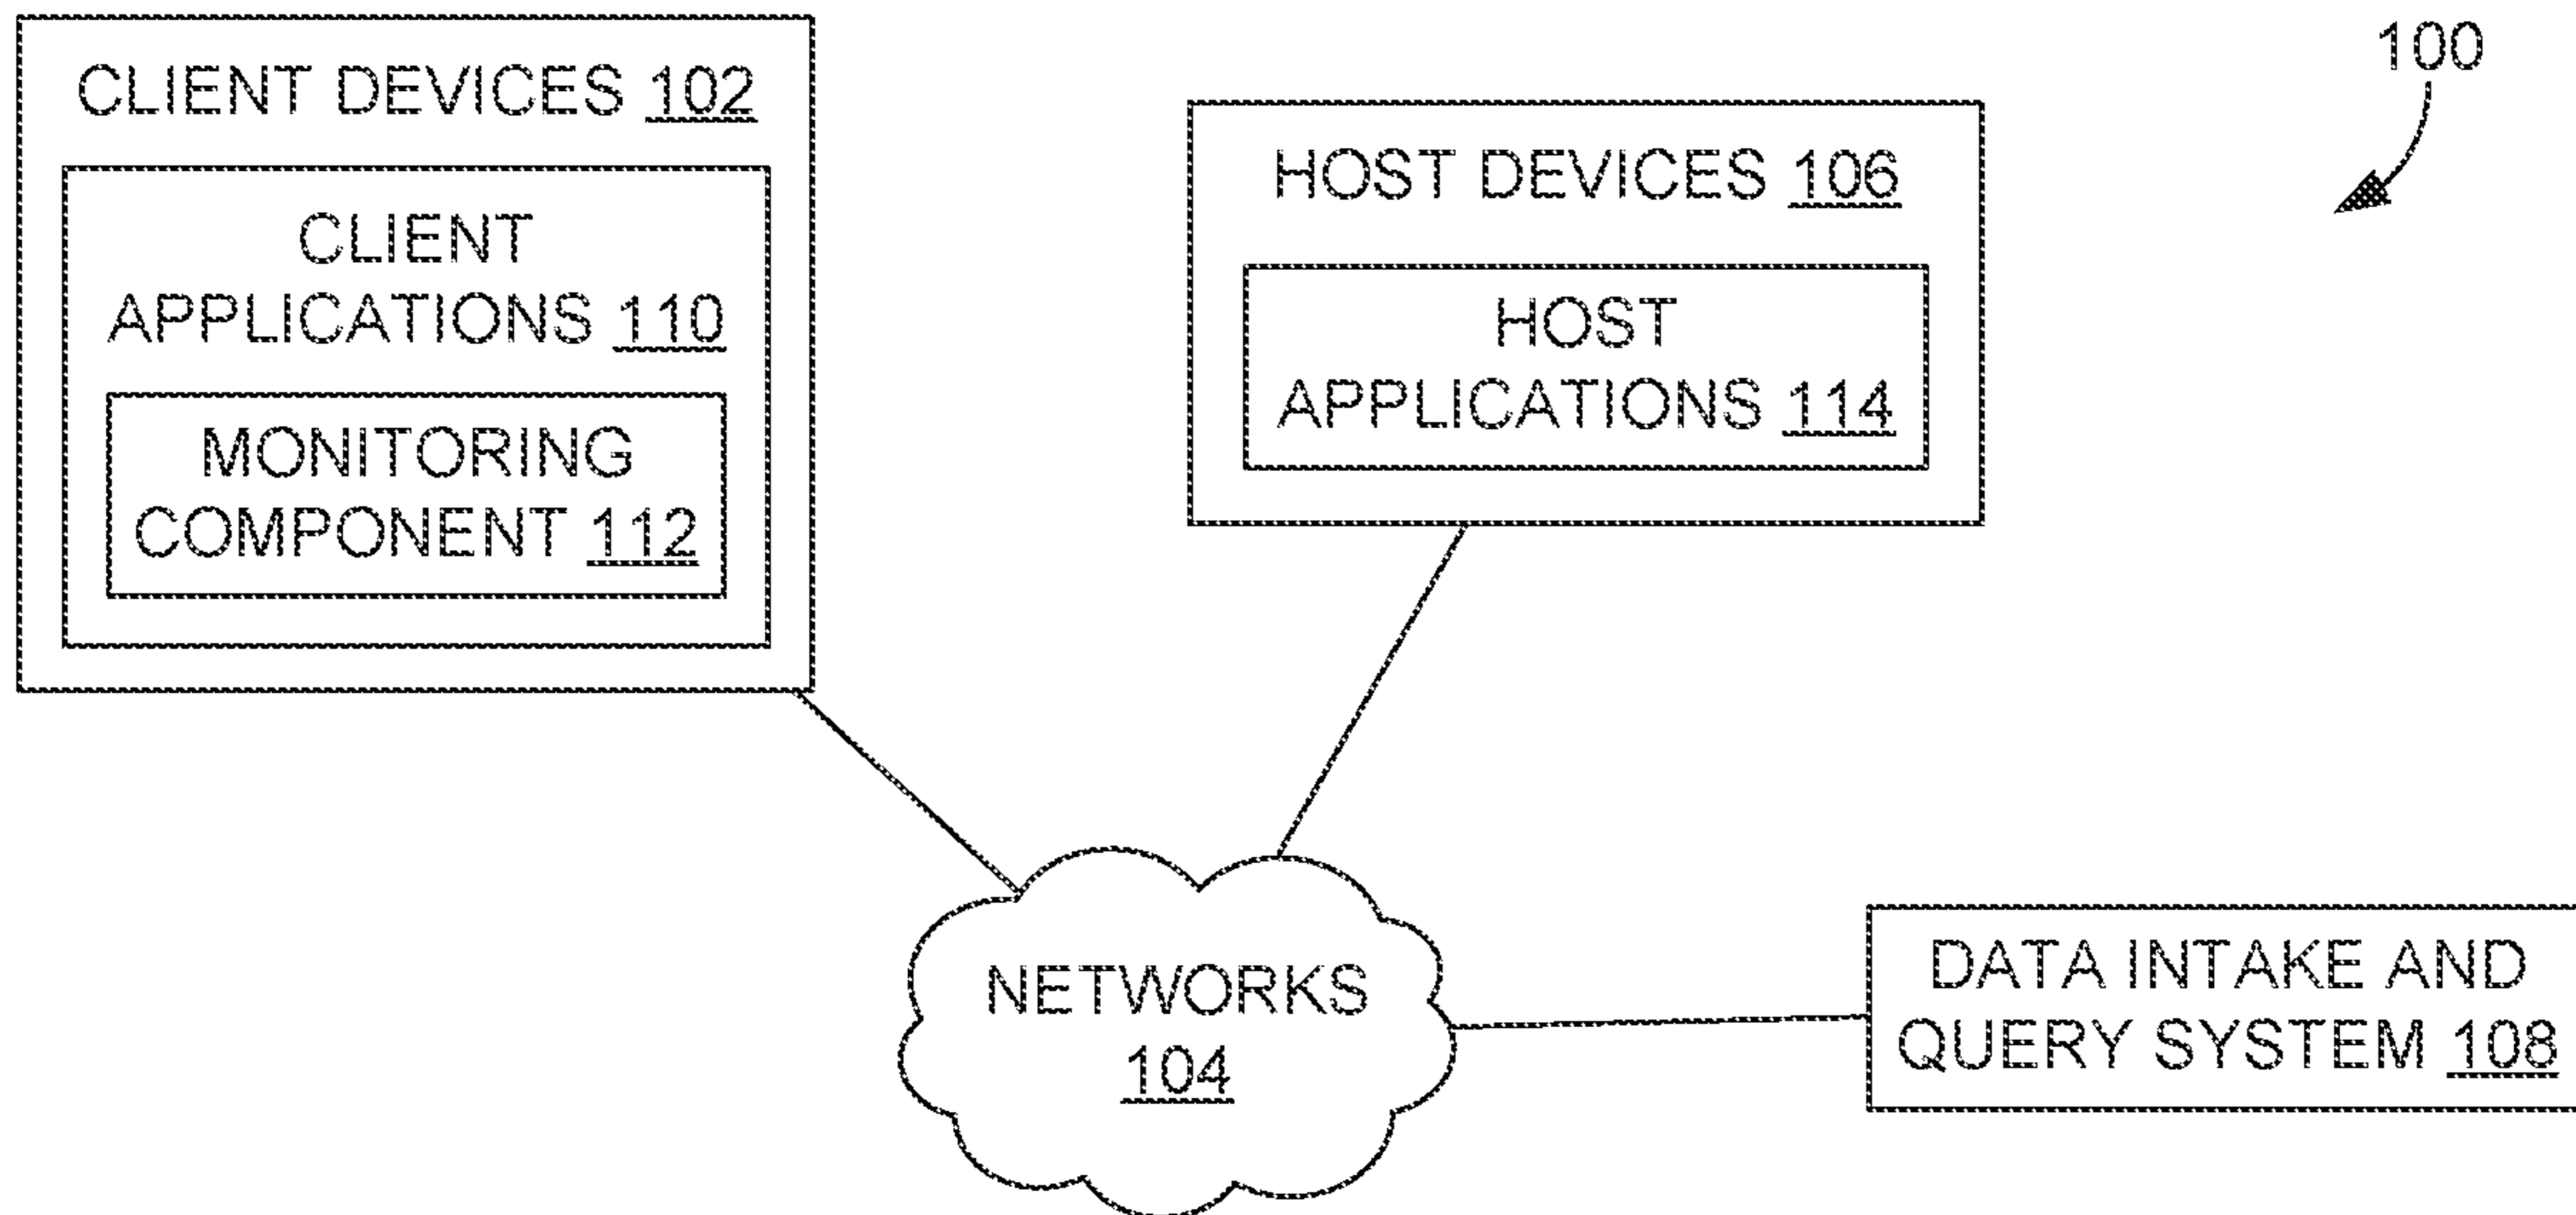 CLIENT DEVICES 102
CLIENT
APPLICATIONS 110
MONITORING
COMPONENT 112
HOST DEVICES 106
HOST
APPLICATIONS 114
100
NETWORKS
104
DATA INTAKE AND
QUERY SYSTEM 108